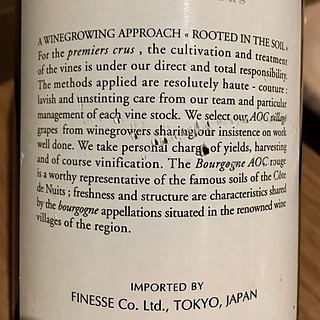 A WINEGROWING APPROACH « ROOTED IN THE SOIL »
For the premiers crus , the cultivation and treatment
of the vines is under our direct and total responsibility.
The methods applied are resolutely haute - couture :
lavish and unstinting care from our team and particular
management of each vine stock. We select our AOC village
grapes from winegrowers sharing our insistence on work
well done. We take personal charge of yields, harvesting
and of course vinification. The Bourgogne AOC rouge
is a worthy representative of the famous soils of the Côte
de Nuits ; freshness and structure are characteristics shared
by the bourgogne appellations situated in the renowned wine
villages of the region.
IMPORTED BY
FINESSE Co. Ltd., TOKYO, JAPAN